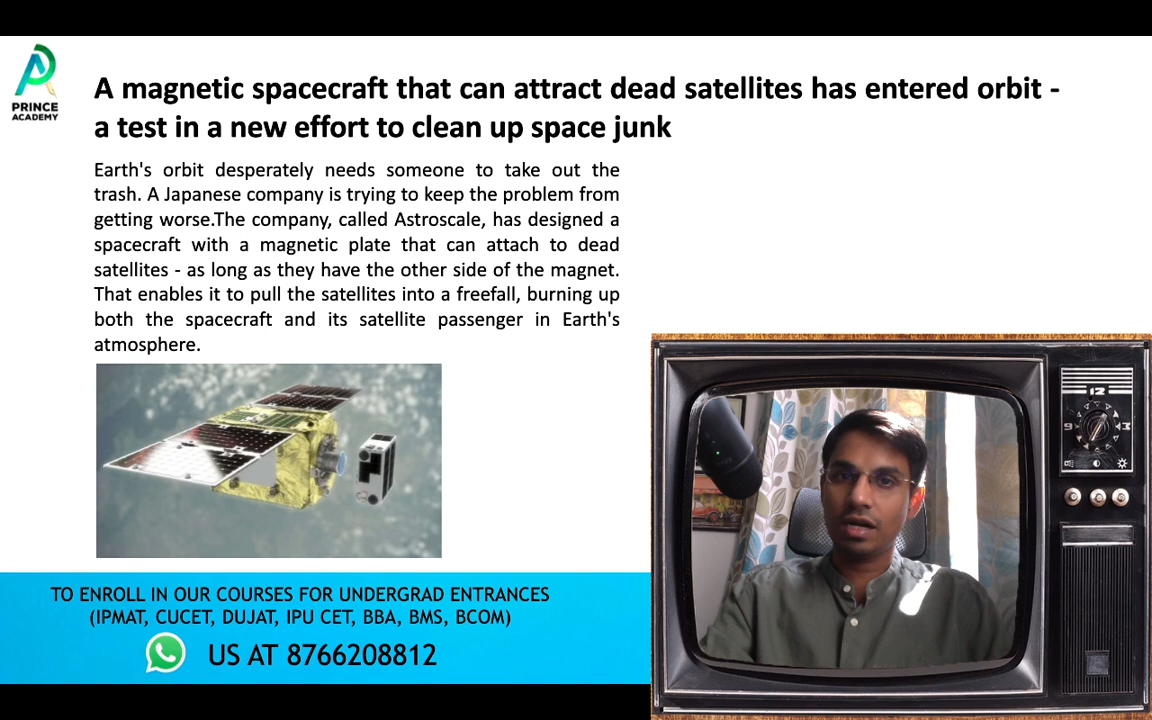 PRINCE
ACADEMY
A magnetic spacecraft that can attract dead satellites has entered orbit -
a test in a new effort to clean up space junk
Earth's orbit desperately needs someone to take out the
trash. A Japanese company is trying to keep the problem from
getting worse.The company, called Astroscale, has designed a
spacecraft with a magnetic plate that can attach to dead
satellites - as long as they have the other side of the magnet.
That enables it to pull the satellites into a freefall, burning up
both the spacecraft and its satellite passenger in Earth's
atmosphere.
12
9
3
TO ENROLL IN OUR COURSES FOR UNDERGRAD ENTRANCES
(IPMAT, CUCET, DUJAT, IPU CET, BBA, BMS, BCOM)
US AT 8766208812